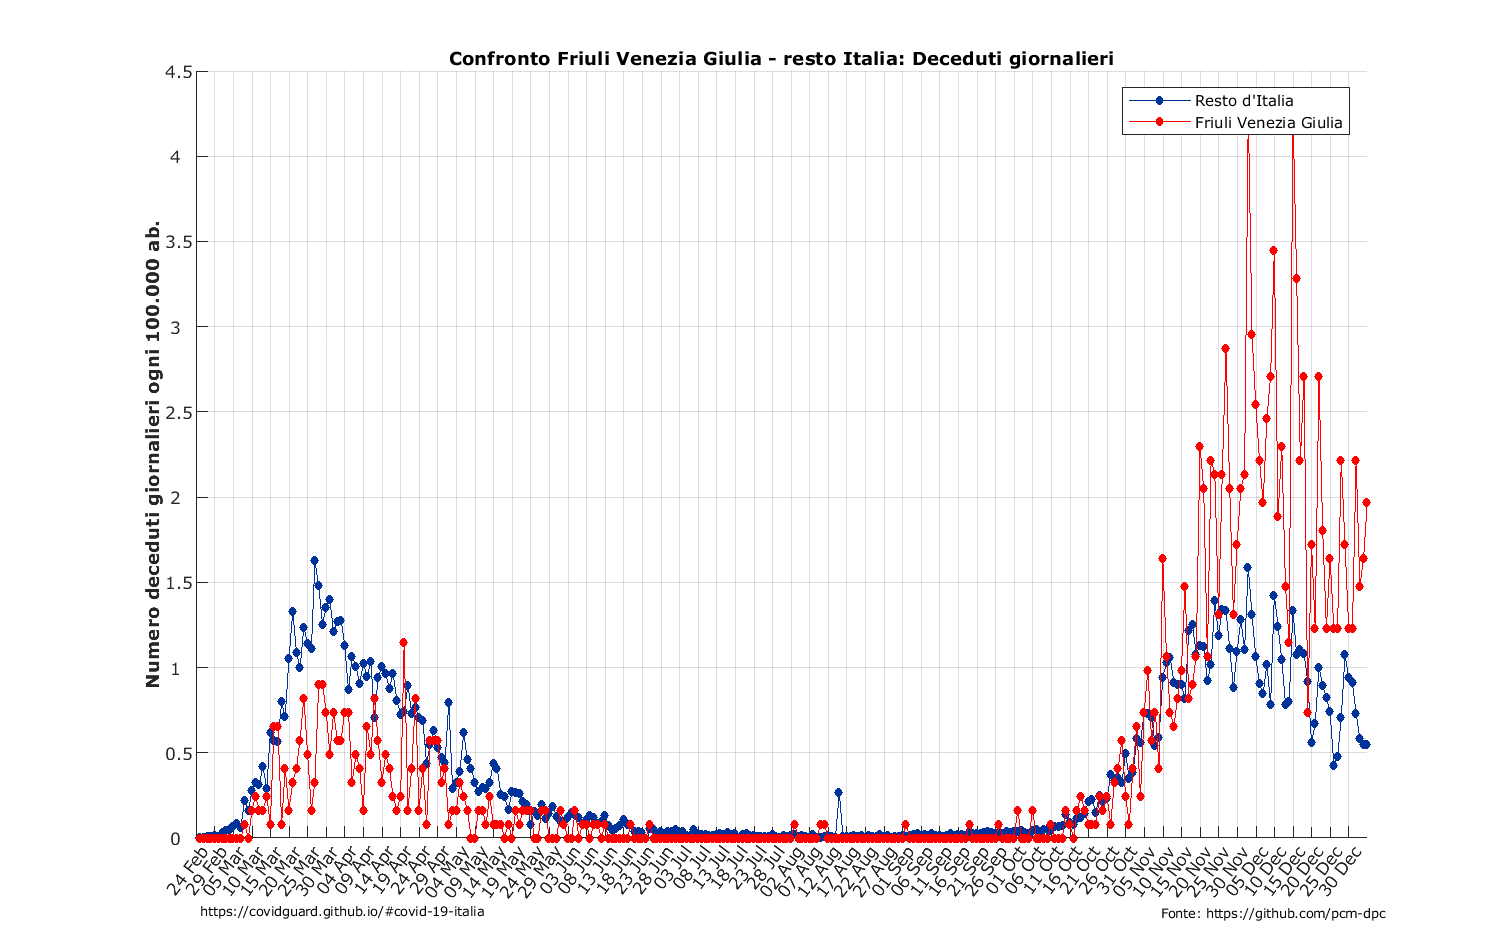 Confronto Friuli Venezia Giulia - resto Italia: Deceduti giornalieri
Resto d'Italia
Friuli Venezia Giulia
Numero deceduti giornalieri ogni 100.000 ab.
4.5
4
3.5
3
2.5
2
1.5
1
0.5
0
24 Feb
29 Feb
05 Mar
10 Mar
15 Mar
20 Mar
25 Mar
30 Mar
04 Apr
09 Apr
14 Apr
19 Apr
24 Apr
29 Apr
04 May
09 May
14 May
19 May
24 May
29 May
03 Jun
08 Jun
13 Jun
18 Jun
23 Jun
28 Jun
03 Jul
08 Jul
13 Jul
18 Jul
23 Jul
28 Jul
02 Aug
07 Aug
12 Aug
17 Aug
22 Aug
27 Aug
01 Sep
06 Sep
11 Sep
16 Sep
21 Sep
26 Sep
01 Oct
06 Oct
11 Oct
16 Oct
21 Oct
26 Oct
31 Oct
05 Nov
10 Nov
15 Nov
20 Nov
25 Nov
30 Nov
05 Dec
10 Dec
15 Dec
20 Dec
25 Dec
30 Dec
https://covidguard.github.io/#covid-19-italia
Fonte: https://github.com/pcm-dpc